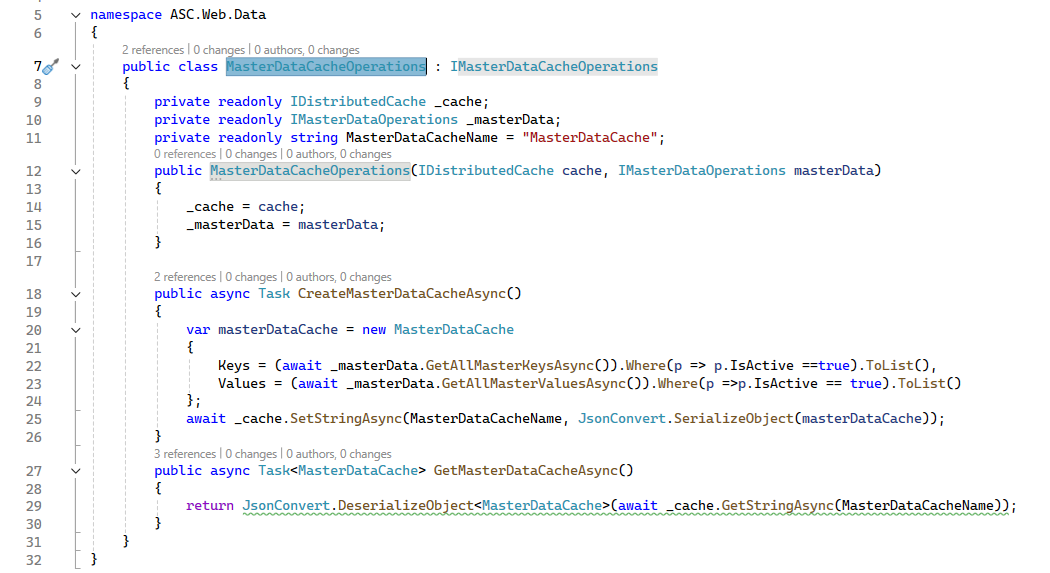 5 namespace ASC.Web.Data
6 {
2 references | 0 changes | 0 authors, 0 changes
7 public class MasterDataCacheOperations : IMasterDataCacheOperations
8 {
9 private readonly IDistributedCache _cache;
10 private readonly IMasterDataOperations _masterData;
11 private readonly string MasterDataCacheName = "MasterDataCache";
0 references | 0 changes | 0 authors, 0 changes
12 public MasterDataCacheOperations(IDistributedCache cache, IMasterDataOperations masterData)
13 {
14 _cache = cache;
15 _masterData = masterData;
16 }
17
2 references | 0 changes | 0 authors, 0 changes
18 public async Task CreateMasterDataCacheAsync()
19 {
20 var masterDataCache = new MasterDataCache
21 {
22 Keys = (await _masterData.GetAllMasterKeysAsync()).Where(p => p.IsActive ==true).ToList(),
23 Values = (await _masterData.GetAllMasterValuesAsync()).Where(p =>p.IsActive == true).ToList()
24 };
25 await _cache.SetStringAsync(MasterDataCacheName, JsonConvert.SerializeObject(masterDataCache));
26 }
3 references | 0 changes | 0 authors, 0 changes
27 public async Task<MasterDataCache> GetMasterDataCacheAsync()
28 {
29 return JsonConvert.DeserializeObject<MasterDataCache>(await _cache.GetStringAsync(MasterDataCacheName));
30 }
31 }
32 }